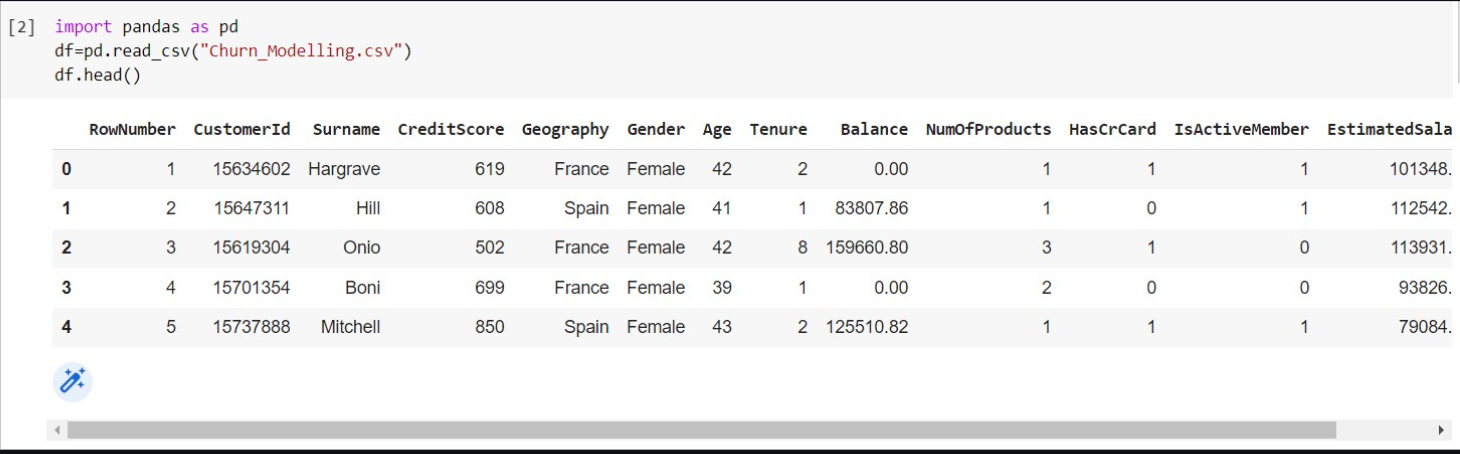 [2] import pandas as pd
df=pd.read_csv("Churn_Modelling.csv")
df.head()
RowNumber CustomerId Surname CreditScore Geography Gender Age Tenure Balance NumOfProducts HasCrCard IsActiveMember EstimatedSala
0 1 15634602 Hargrave 619 France Female 42 2 0.00 1 1 1 101348.
1 2 15647311 Hill 608 Spain Female 41 1 83807.86 1 0 1 112542.
2 3 15619304 Onio 502 France Female 42 8 159660.80 3 1 0 113931.
3 4 15701354 Boni 699 France Female 39 1 0.00 2 0 0 93826.
4 5 15737888 Mitchell 850 Spain Female 43 2 125510.82 1 1 1 79084.